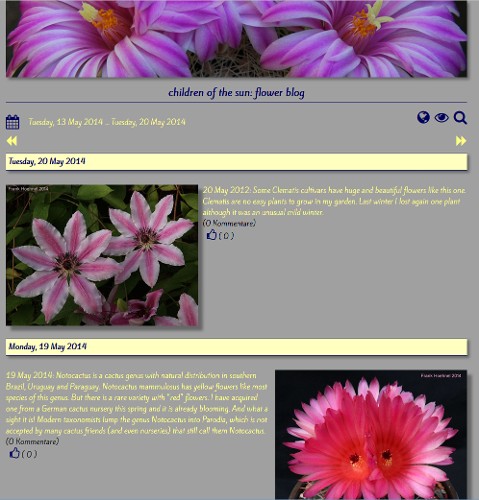 children of the sun: flower blog
Tuesday, 13 May 2014 ... Tuesday, 20 May 2014
Tuesday, 20 May 2014
Frank Hoehnel 2014
20 May 2012: Some Clematis cultivars have huge and beautiful flowers like this one.
Clematis are no easy plants to grow in my garden. Last winter I lost again one plant
although it was an unusual mild winter.
(0 Kommentare)
( 0 )
Monday, 19 May 2014
19 May 2014: Notocactus is a cactus genus with natural distribution in southern
Brazil, Uruguay and Paraguay. Notocactus mammulosus has yellow flowers like most
species of this genus. But there is a rare variety with "red" flowers. I have acquired
one from a German cactus nursery this spring and it is already blooming. And what a
sight it is! Modern taxonomists lump the genus Notocactus into Parodia, which is not
accepted by many cactus friends (and even nurseries) that still call them Notocactus.
(0 Kommentare)
( 0 )
Frank Hoehnel 2014